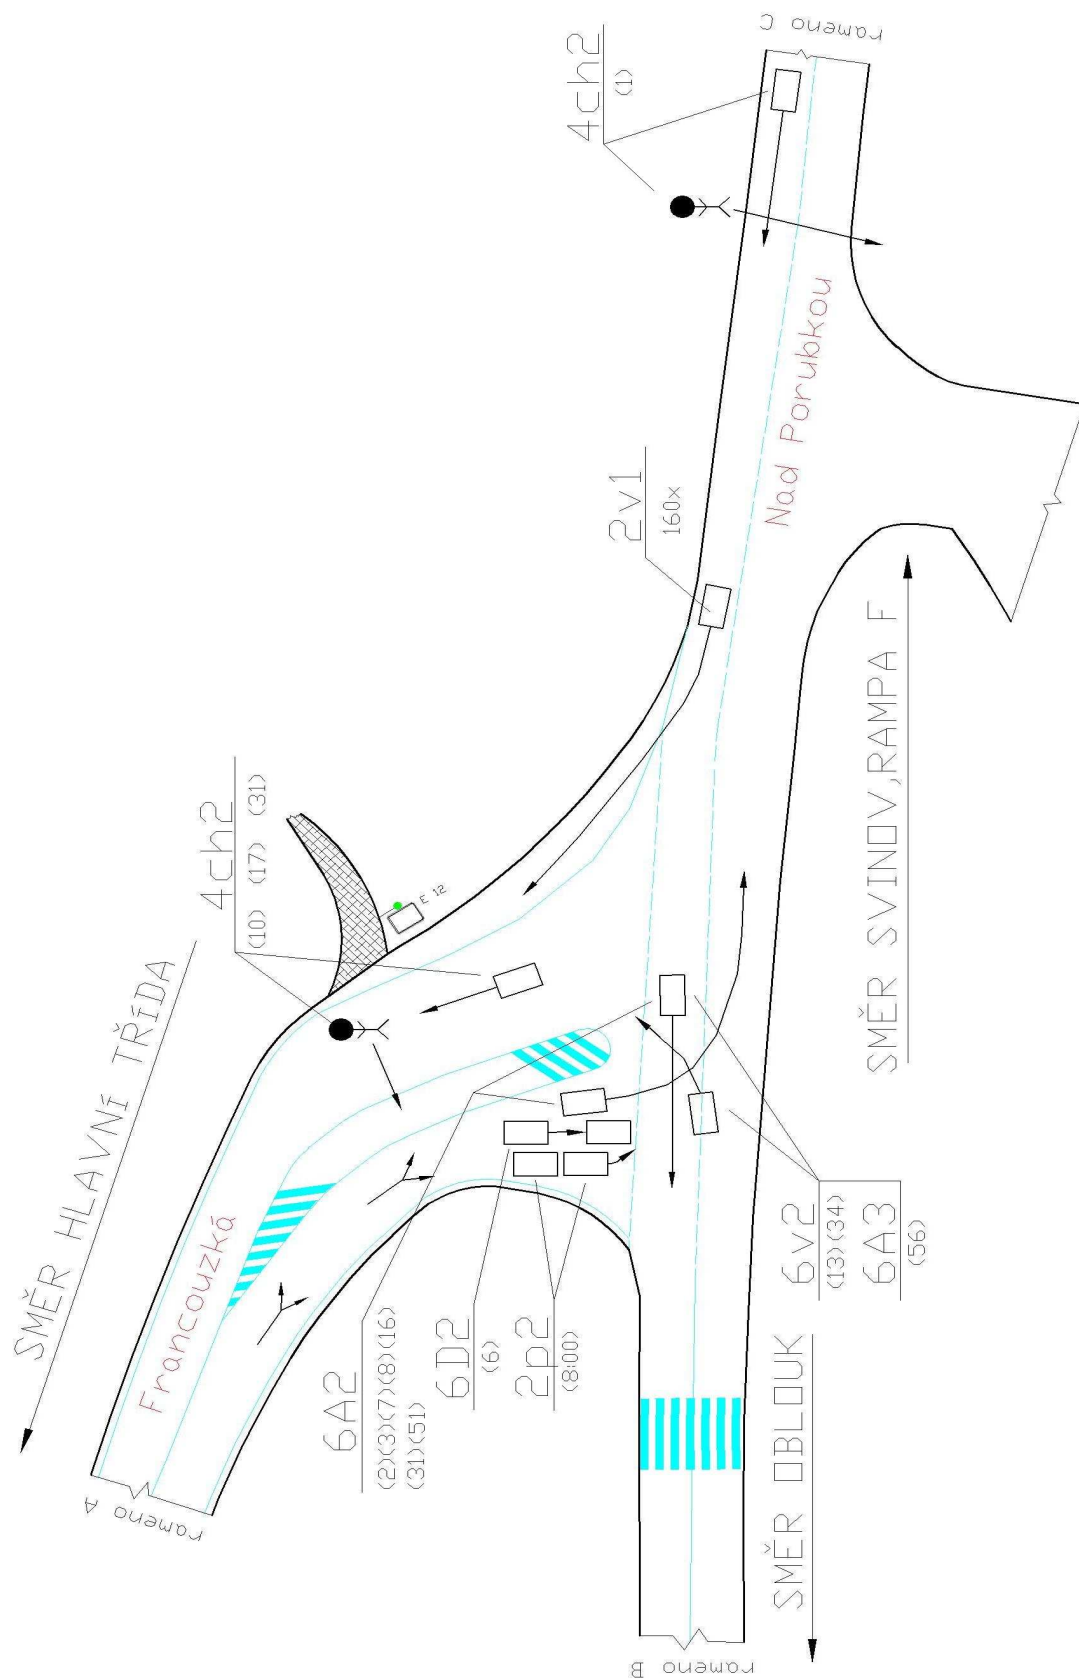 rameno C
4ch2
(1)
Nad Porubkou
2v1
160x
SMĚR SVINOV,RAMPA F
4ch2
(10) (17) (31)
E 12
SMĚR HLAVNÍ TŘÍDA
Francouzká
rameno A
6A2
(2)(3)(7)(8)(16)
(31)(51)
6D2
(6)
2p2
(8:00)
6v2
(13)(34)
6A3
(56)
SMĚR OBLOUK
rameno B